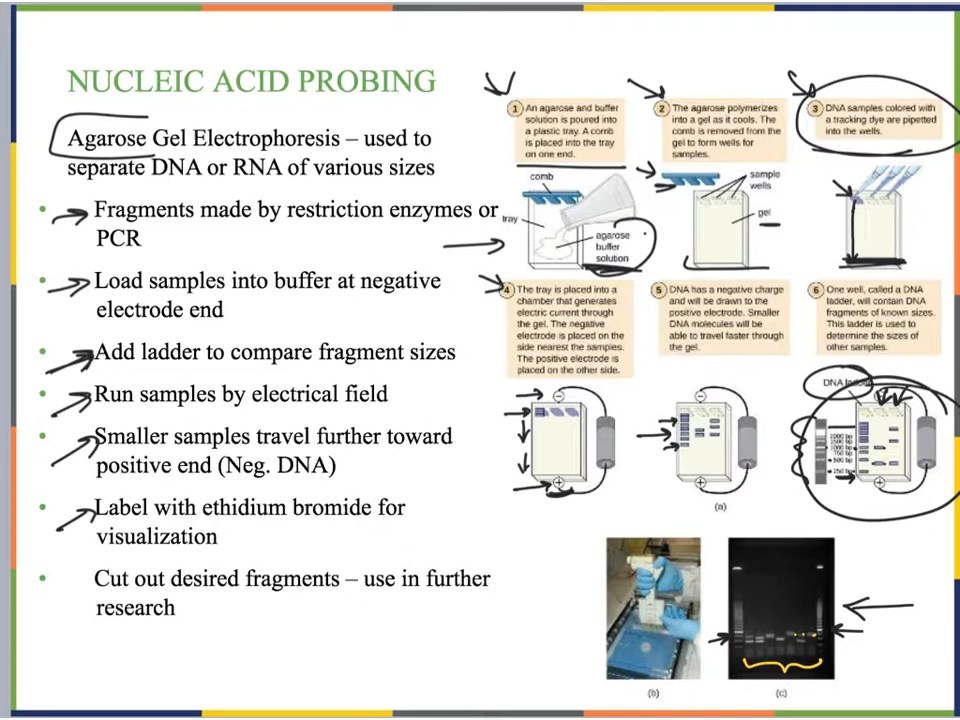 NUCLEIC ACID PROBING
Agarose Gel Electrophoresis – used to
separate DNA or RNA of various sizes
• Fragments made by restriction enzymes or
PCR
• Load samples into buffer at negative
electrode end
• Add ladder to compare fragment sizes
• Run samples by electrical field
• Smaller samples travel further toward
positive end (Neg. DNA)
• Label with ethidium bromide for
visualization
• Cut out desired fragments – use in further
research
1 An agarose and buffer
solution is poured into
a plastic tray. A comb
is placed into the tray
on one end.
comb
tray
agarose
buffer
solution
2 The agarose polymerizes
into a gel as it cools. The
comb is removed from the
gel to form wells for
samples.
sample
wells
gel
3 DNA samples colored with
a tracking dye are pipetted
into the wells.
4 The tray is placed into a
chamber that generates
electric current through
the gel. The negative
electrode is placed on the
side nearest the samples.
The positive electrode is
placed on the other side.
5 DNA has a negative charge
and will be drawn to the
positive electrode. Smaller
DNA molecules will be
able to travel faster through
the gel.
6 One well, called a DNA
ladder, will contain DNA
fragments of known sizes.
This ladder is used to
determine the sizes of
other samples.
DNA ladder
2000 bp
1500 bp
1000 bp
750 bp
500 bp
250 bp
(a)
(b)
(c)